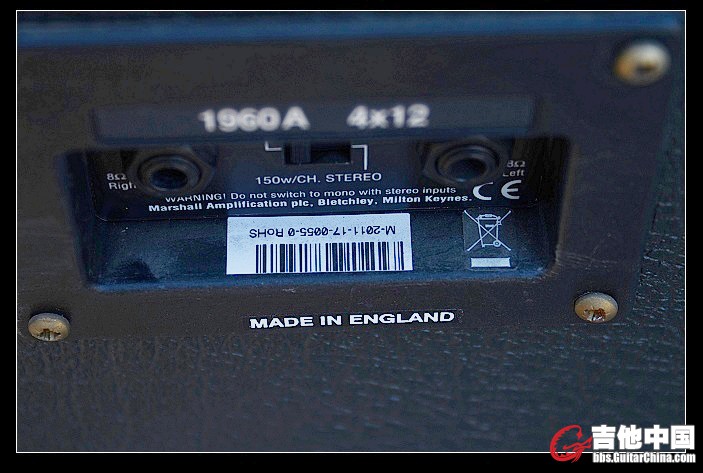 1960A 4x12
8Ω
Right
150w/CH. STEREO
8Ω
Left
WARNING! Do not switch to mono with stereo inputs
Marshall Amplification plc, Bletchley, Milton Keynes.
CE
M-2011-17-0055-0 RoHS
MADE IN ENGLAND
吉他中国
bbs.GuitarChina.com